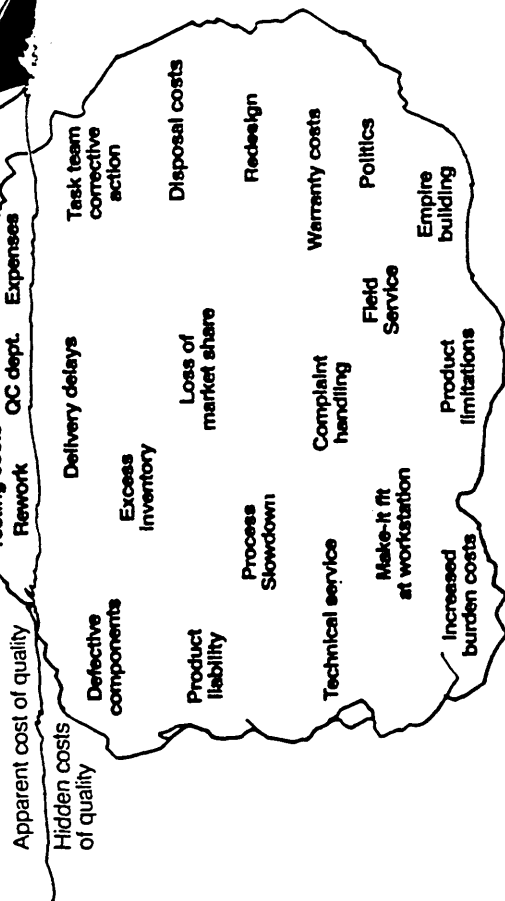 Rework
QC dept.
Expenses
Apparent cost of quality
Hidden costs
of quality
Defective
components
Delivery delays
Task team
corrective
action
Excess
Inventory
Product
liability
Loss of
market share
Disposal costs
Process
Slowdown
Redesign
Technical service
Complaint
handling
Warranty costs
Make-it fit
at workstation
Field
Service
Politics
Increased
burden costs
Product
limitations
Empire
building